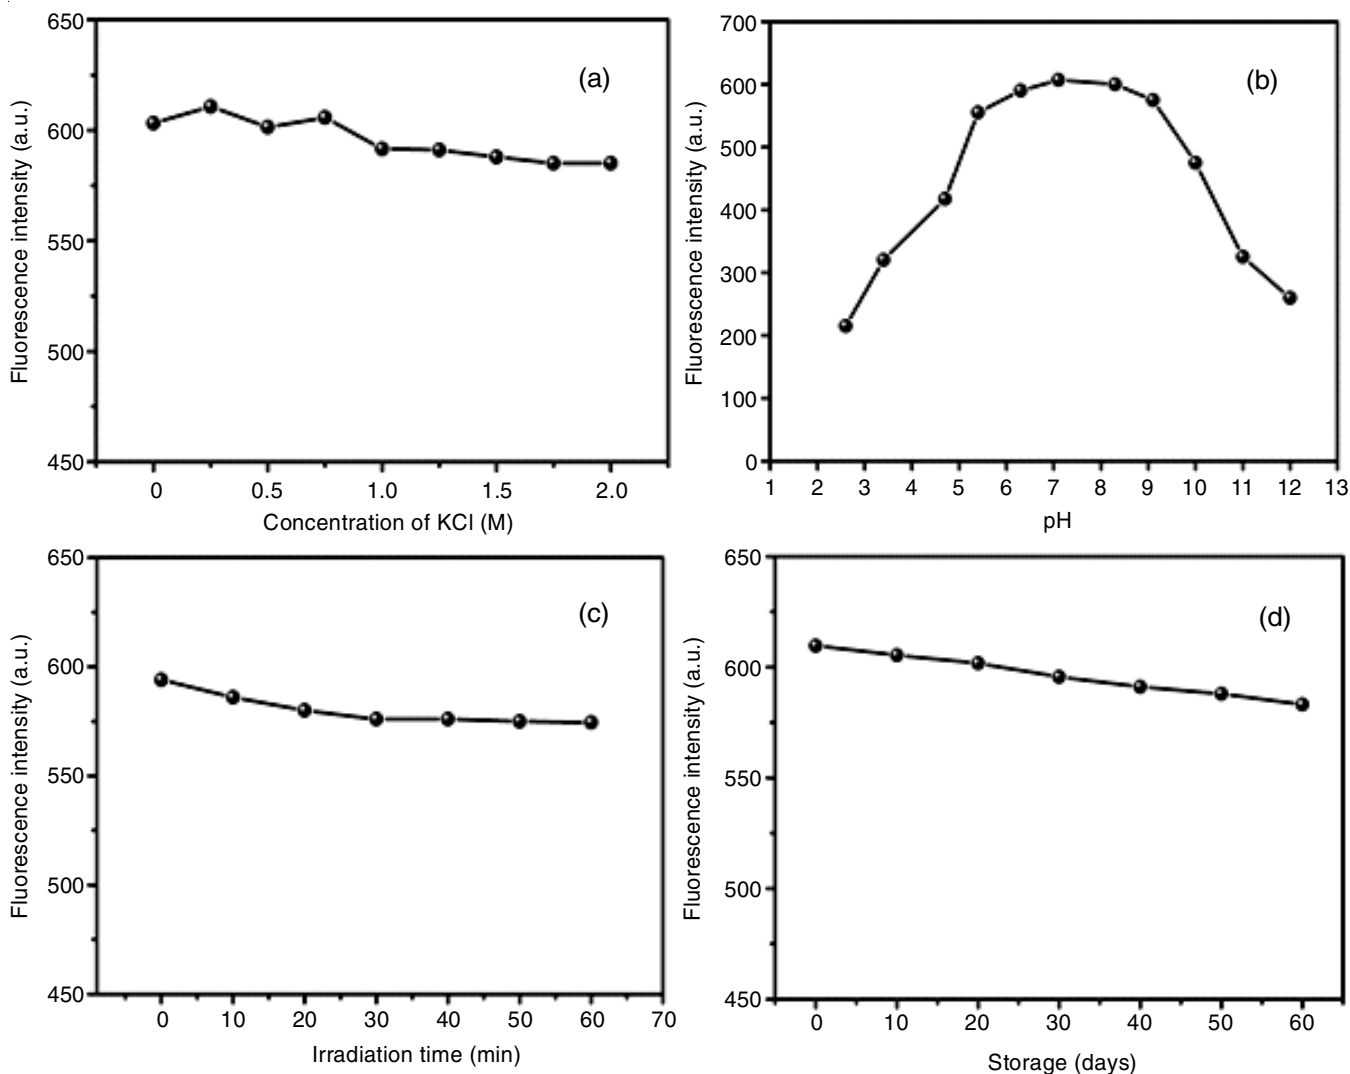 650
600
550
500
450
Fluorescence intensity (a.u.)
(a)
0 0.5 1.0 1.5 2.0
Concentration of KCl (M)
700
600
500
400
300
200
100
0
Fluorescence intensity (a.u.)
(b)
1 2 3 4 5 6 7 8 9 10 11 12 13
pH
650
600
550
500
450
Fluorescence intensity (a.u.)
(c)
0 10 20 30 40 50 60 70
Irradiation time (min)
650
600
550
500
450
Fluorescence intensity (a.u.)
(d)
0 10 20 30 40 50 60
Storage (days)